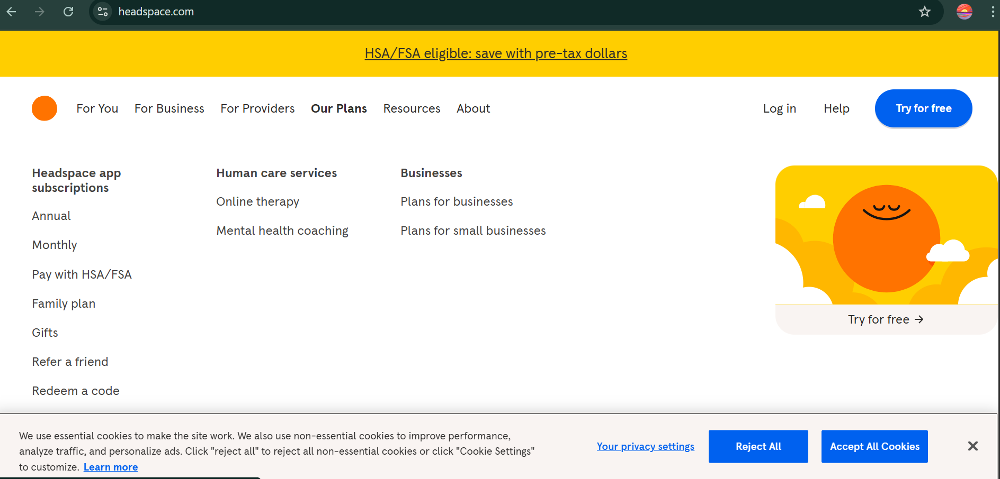 headspace.com
HSA/FSA eligible: save with pre-tax dollars
For You
For Business
For Providers
Our Plans
Resources
About
Log in
Help
Try for free
Headspace app
subscriptions
Annual
Monthly
Pay with HSA/FSA
Family plan
Gifts
Refer a friend
Redeem a code
Human care services
Online therapy
Mental health coaching
Businesses
Plans for businesses
Plans for small businesses
Try for free →
We use essential cookies to make the site work. We also use non-essential cookies to improve performance,
analyze traffic, and personalize ads. Click "reject all" to reject all non-essential cookies or click "Cookie Settings"
to customize. Learn more
Your privacy settings
Reject All
Accept All Cookies